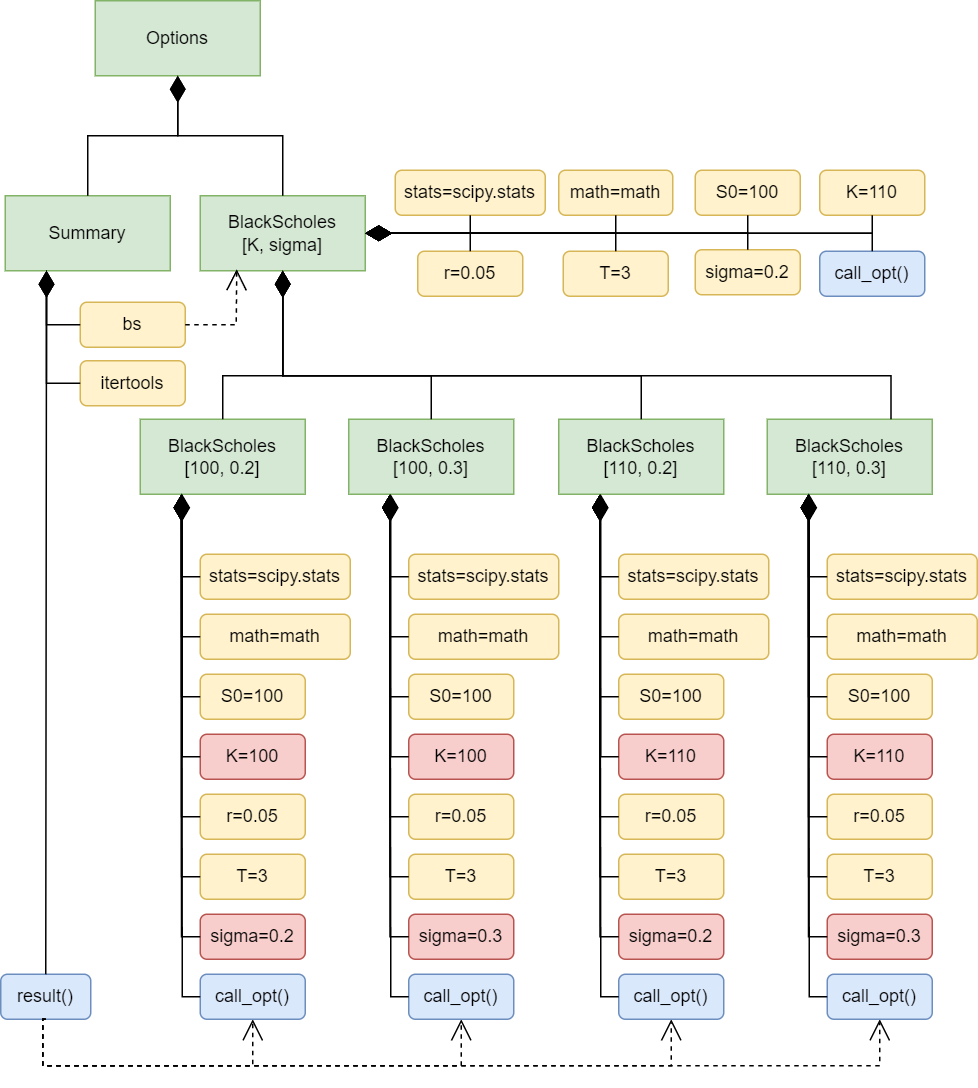 Options
Summary
BlackScholes
[K, sigma]
stats=scipy.stats
math=math
S0=100
K=110
r=0.05
T=3
sigma=0.2
call_opt()
bs
itertools
BlackScholes
[100, 0.2]
BlackScholes
[100, 0.3]
BlackScholes
[110, 0.2]
BlackScholes
[110, 0.3]
stats=scipy.stats
stats=scipy.stats
stats=scipy.stats
stats=scipy.stats
math=math
math=math
math=math
math=math
S0=100
S0=100
S0=100
S0=100
K=100
K=100
K=110
K=110
r=0.05
r=0.05
r=0.05
r=0.05
T=3
T=3
T=3
T=3
sigma=0.2
sigma=0.3
sigma=0.2
sigma=0.3
result()
call_opt()
call_opt()
call_opt()
call_opt()